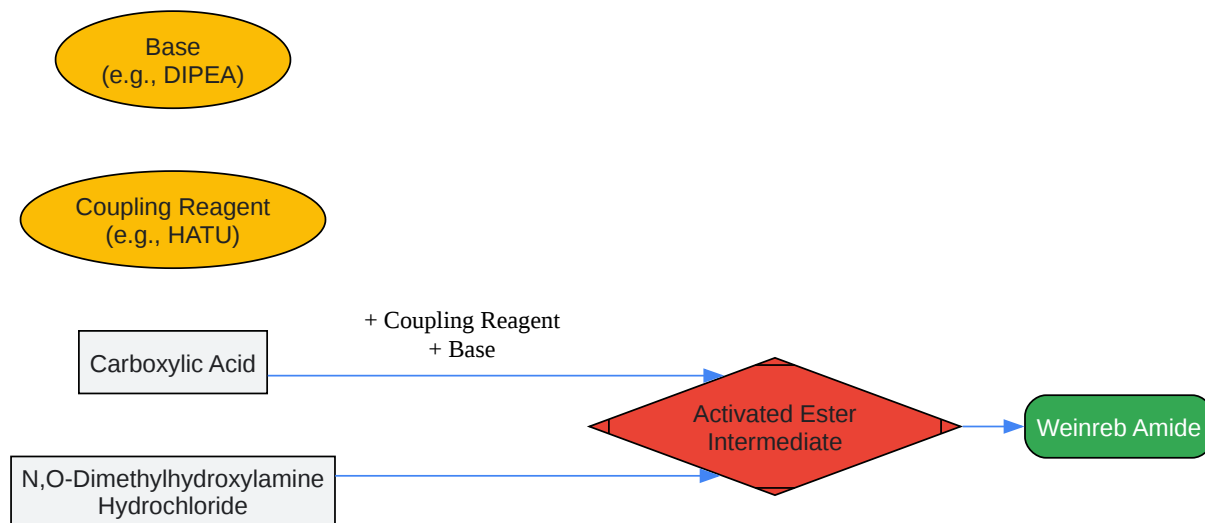 Base
(e.g., DIPEA)
Coupling Reagent
(e.g., HATU)
+ Coupling Reagent
+ Base
Carboxylic Acid
Activated Ester
Intermediate
Weinreb Amide
N,O-Dimethylhydroxylamine
Hydrochloride